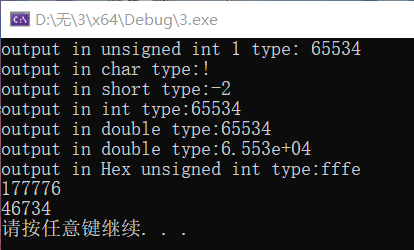 D:\无\3\x64\Debug\3.exe
output in unsigned int 1 type: 65534
output in char type:!
output in short type:-2
output in int type:65534
output in double type:65534
output in double type:6.553e+04
output in Hex unsigned int type:fffe
177776
46734
请按任意键继续. . .